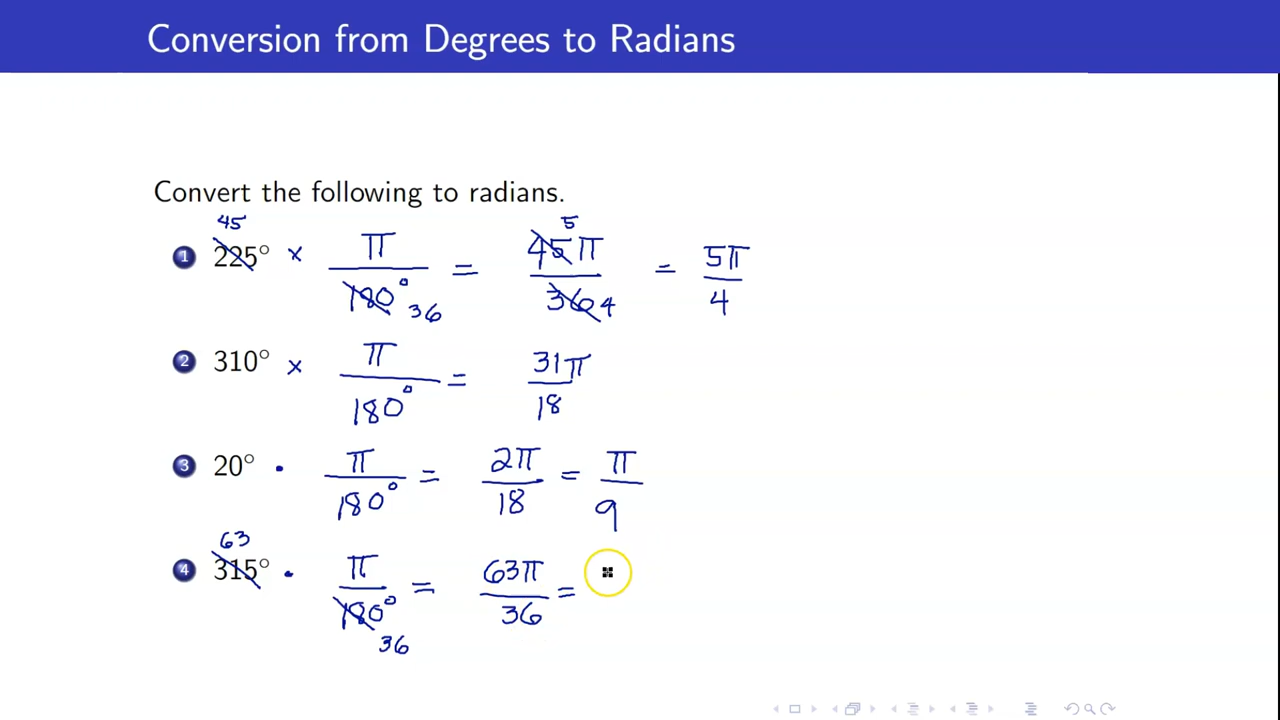 Conversion from Degrees to Radians
Convert the following to radians.
45
1 225° × π/180° 36 = 45π/36 5 4 = 5π/4
2 310° × π/180° = 31π/18
3 20° · π/180° = 2π/18 = π/9
63
4 315° · π/180° = 63π/36 =
36